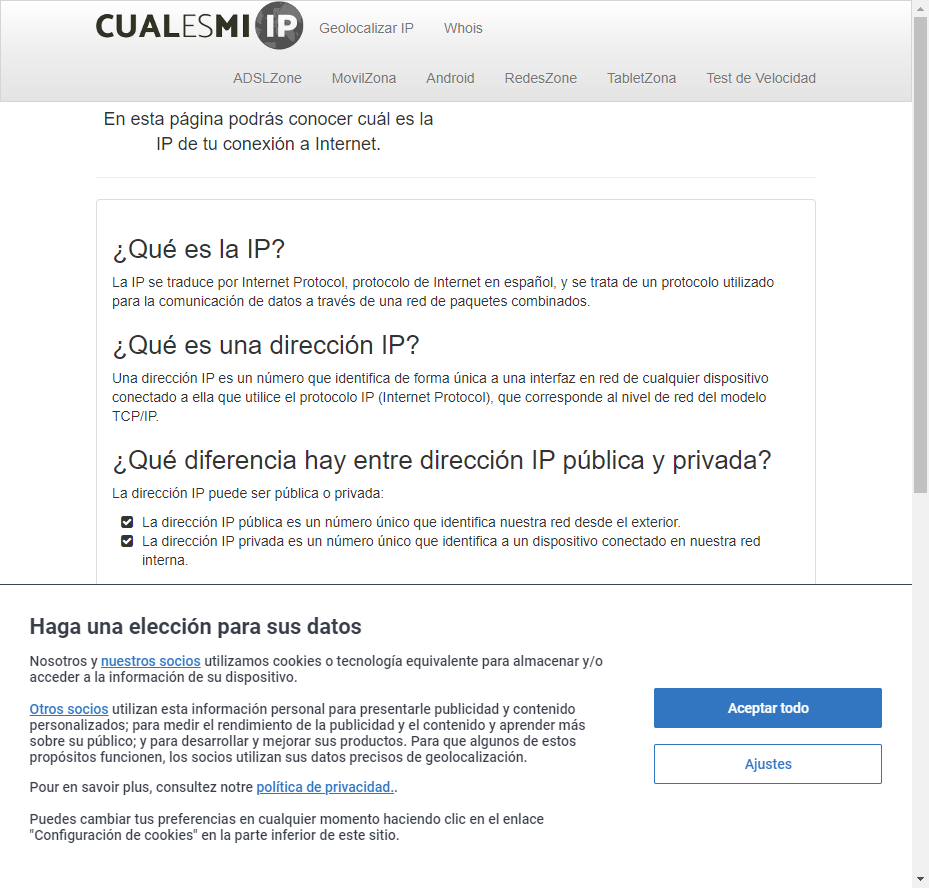 CUALESMI IP
Geolocalizar IP
Whois
ADSLZone
MovilZona
Android
RedesZone
TabletZona
Test de Velocidad
En esta página podrás conocer cuál es la
IP de tu conexión a Internet.
¿Qué es la IP?
La IP se traduce por Internet Protocol, protocolo de Internet en español, y se trata de un protocolo utilizado
para la comunicación de datos a través de una red de paquetes combinados.
¿Qué es una dirección IP?
Una dirección IP es un número que identifica de forma única a una interfaz en red de cualquier dispositivo
conectado a ella que utilice el protocolo IP (Internet Protocol), que corresponde al nivel de red del modelo
TCP/IP.
¿Qué diferencia hay entre dirección IP pública y privada?
La dirección IP puede ser pública o privada:
La dirección IP pública es un número único que identifica nuestra red desde el exterior.
La dirección IP privada es un número único que identifica a un dispositivo conectado en nuestra red
interna.
Haga una elección para sus datos
Nosotros y nuestros socios utilizamos cookies o tecnología equivalente para almacenar y/o
acceder a la información de su dispositivo.
Otros socios utilizan esta información personal para presentarle publicidad y contenido
personalizados; para medir el rendimiento de la publicidad y el contenido y aprender más
sobre su público; y para desarrollar y mejorar sus productos. Para que algunos de estos
propósitos funcionen, los socios utilizan sus datos precisos de geolocalización.
Pour en savoir plus, consultez notre política de privacidad..
Puedes cambiar tus preferencias en cualquier momento haciendo clic en el enlace
"Configuración de cookies" en la parte inferior de este sitio.
Aceptar todo
Ajustes